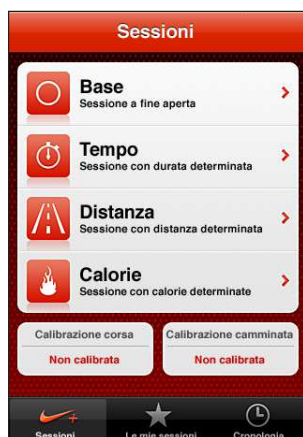 Sessioni
Base
Sessione a fine aperta
Tempo
Sessione con durata determinata
Distanza
Sessione con distanza determinata
Calorie
Sessione con calorie determinate
Calibrazione corsa
Non calibrata
Calibrazione camminata
Non calibrata
Sessioni
Le mie sessioni
Cronologia